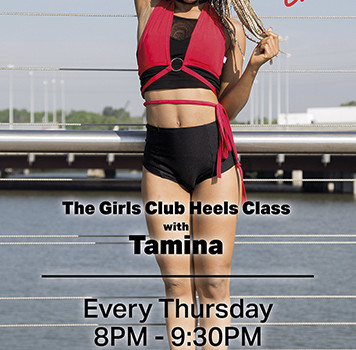 The Girls Club Heels Class
with
Tamina
Every Thursday
8PM - 9:30PM